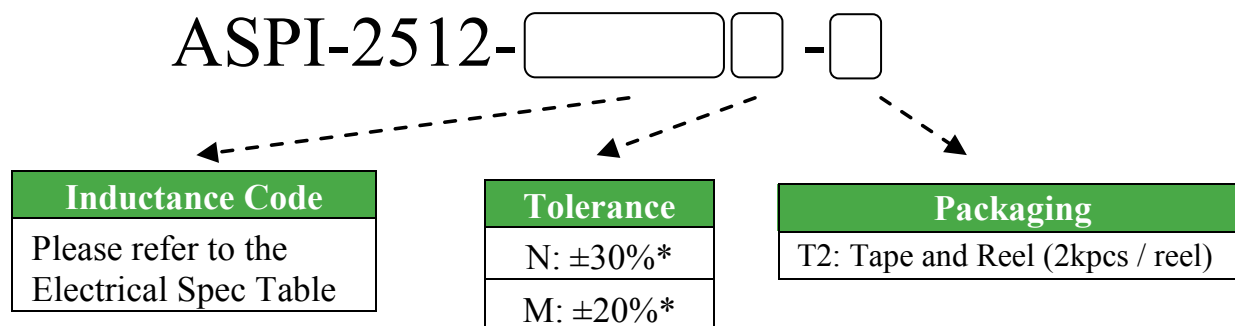 ASPI-2512- -
Inductance Code
Please refer to the
Electrical Spec Table
Tolerance
N: ±30%*
M: ±20%*
Packaging
T2: Tape and Reel (2kpcs / reel)